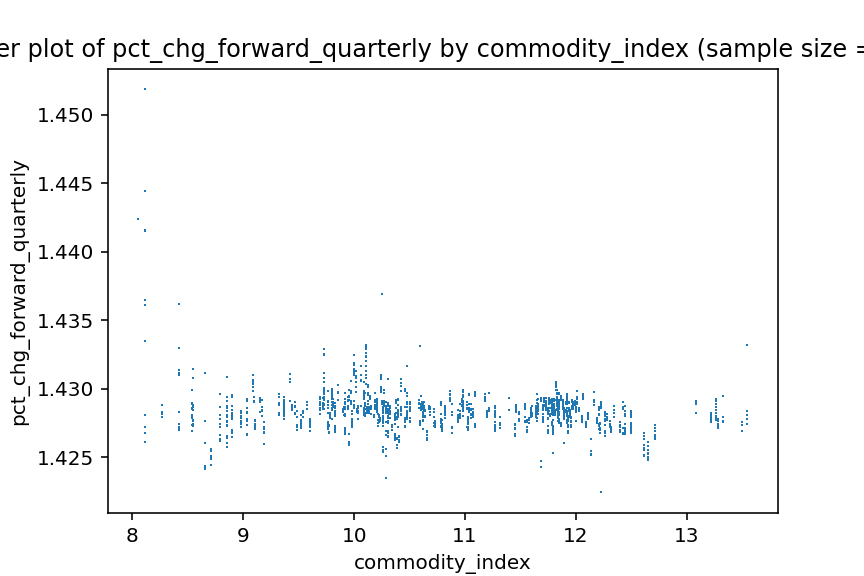 er plot of pct_chg_forward_quarterly by commodity_index (sample size =
1.450
1.445
1.440
1.435
1.430
1.425
pct_chg_forward_quarterly
8 9 10 11 12 13
commodity_index